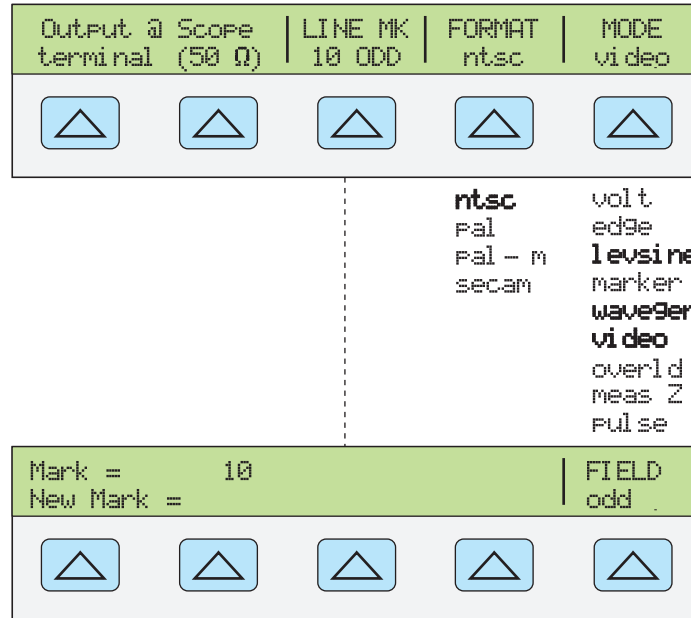 Output @ Scope | LINE MK | FORMAT MODE
terminal (50 Ω) | 10 ODD | ntsc video
ntsc
pal
pal – m
secam
volt
edge
levsine
marker
wavegen
video
overld
meas Z
pulse
Mark = 10 | FIELD
New Mark = | odd